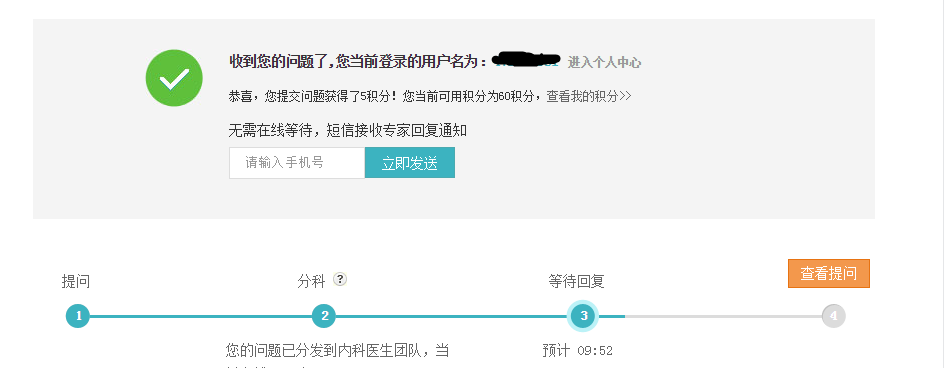 收到您的问题了,您当前登录的用户名为： 进入个人中心
恭喜，您提交问题获得了5积分！您当前可用积分为60积分，查看我的积分>>
无需在线等待，短信接收专家回复通知
请输入手机号 立即发送
查看提问
提问 分科 ? 等待回复
1 2 3 4
您的问题已分发到内科医生团队，当 预计 09:52